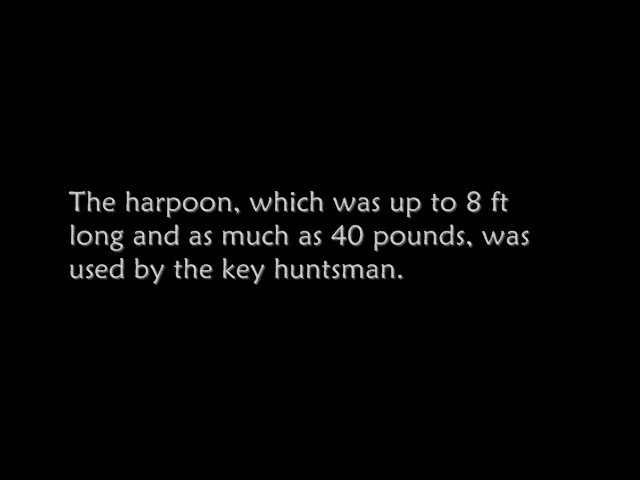 The harpoon, which was up to 8 ft
long and as much as 40 pounds, was
used by the key huntsman.